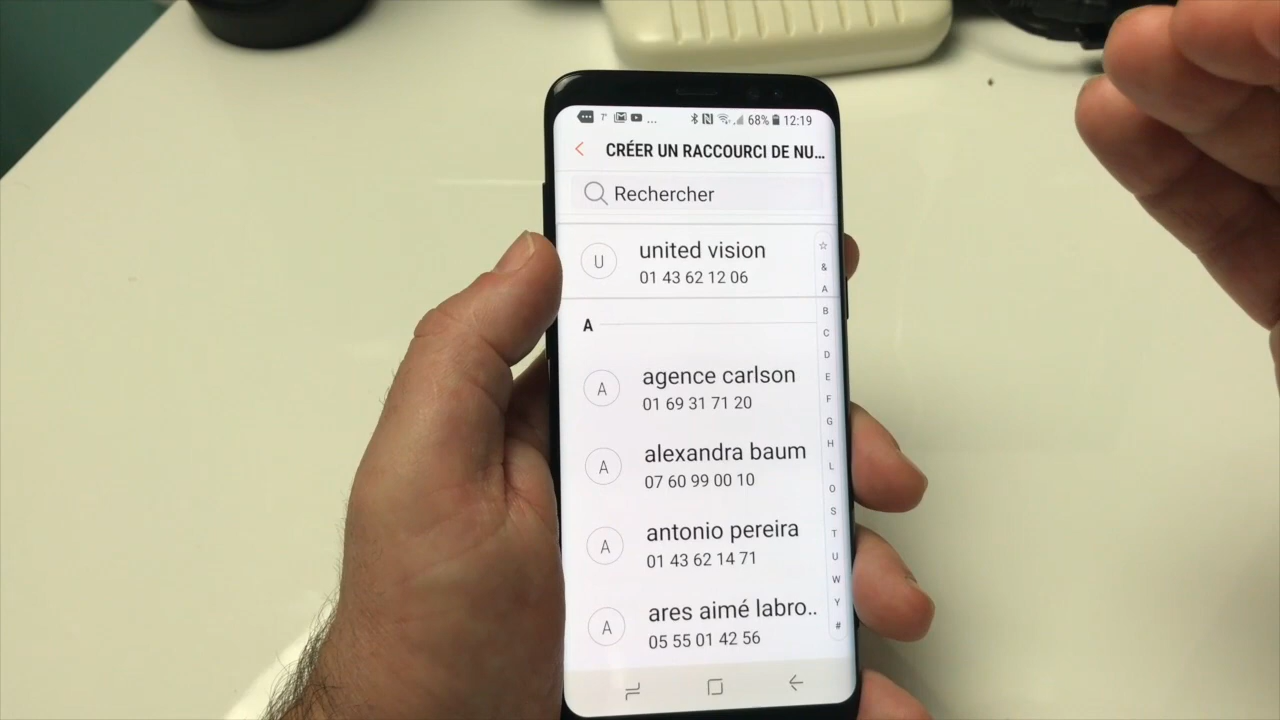 ... 7° ... 68% 12:19
CRÉER UN RACCOURCI DE NU...
Rechercher
U united vision
01 43 62 12 06
A
A agence carlson
01 69 31 71 20
A alexandra baum
07 60 99 00 10
A antonio pereira
01 43 62 14 71
A ares aimé labro..
05 55 01 42 56
☆
&
A
B
C
D
E
F
G
H
L
O
S
T
U
W
Y
#